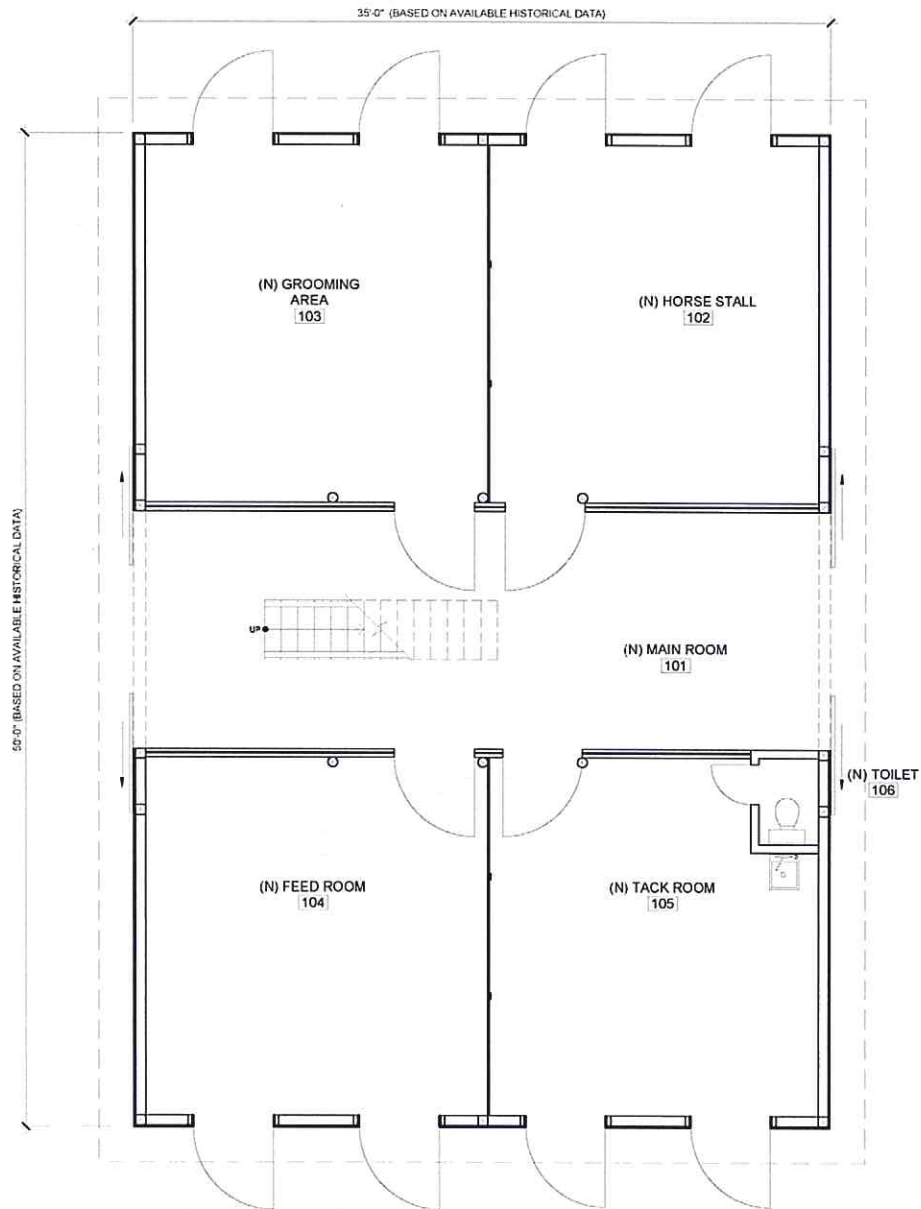 35'-0" (BASED ON AVAILABLE HISTORICAL DATA)
50'-0" (BASED ON AVAILABLE HISTORICAL DATA)
(N) GROOMING
AREA
103
(N) HORSE STALL
102
UP
(N) MAIN ROOM
101
(N) TOILET
106
(N) FEED ROOM
104
(N) TACK ROOM
105